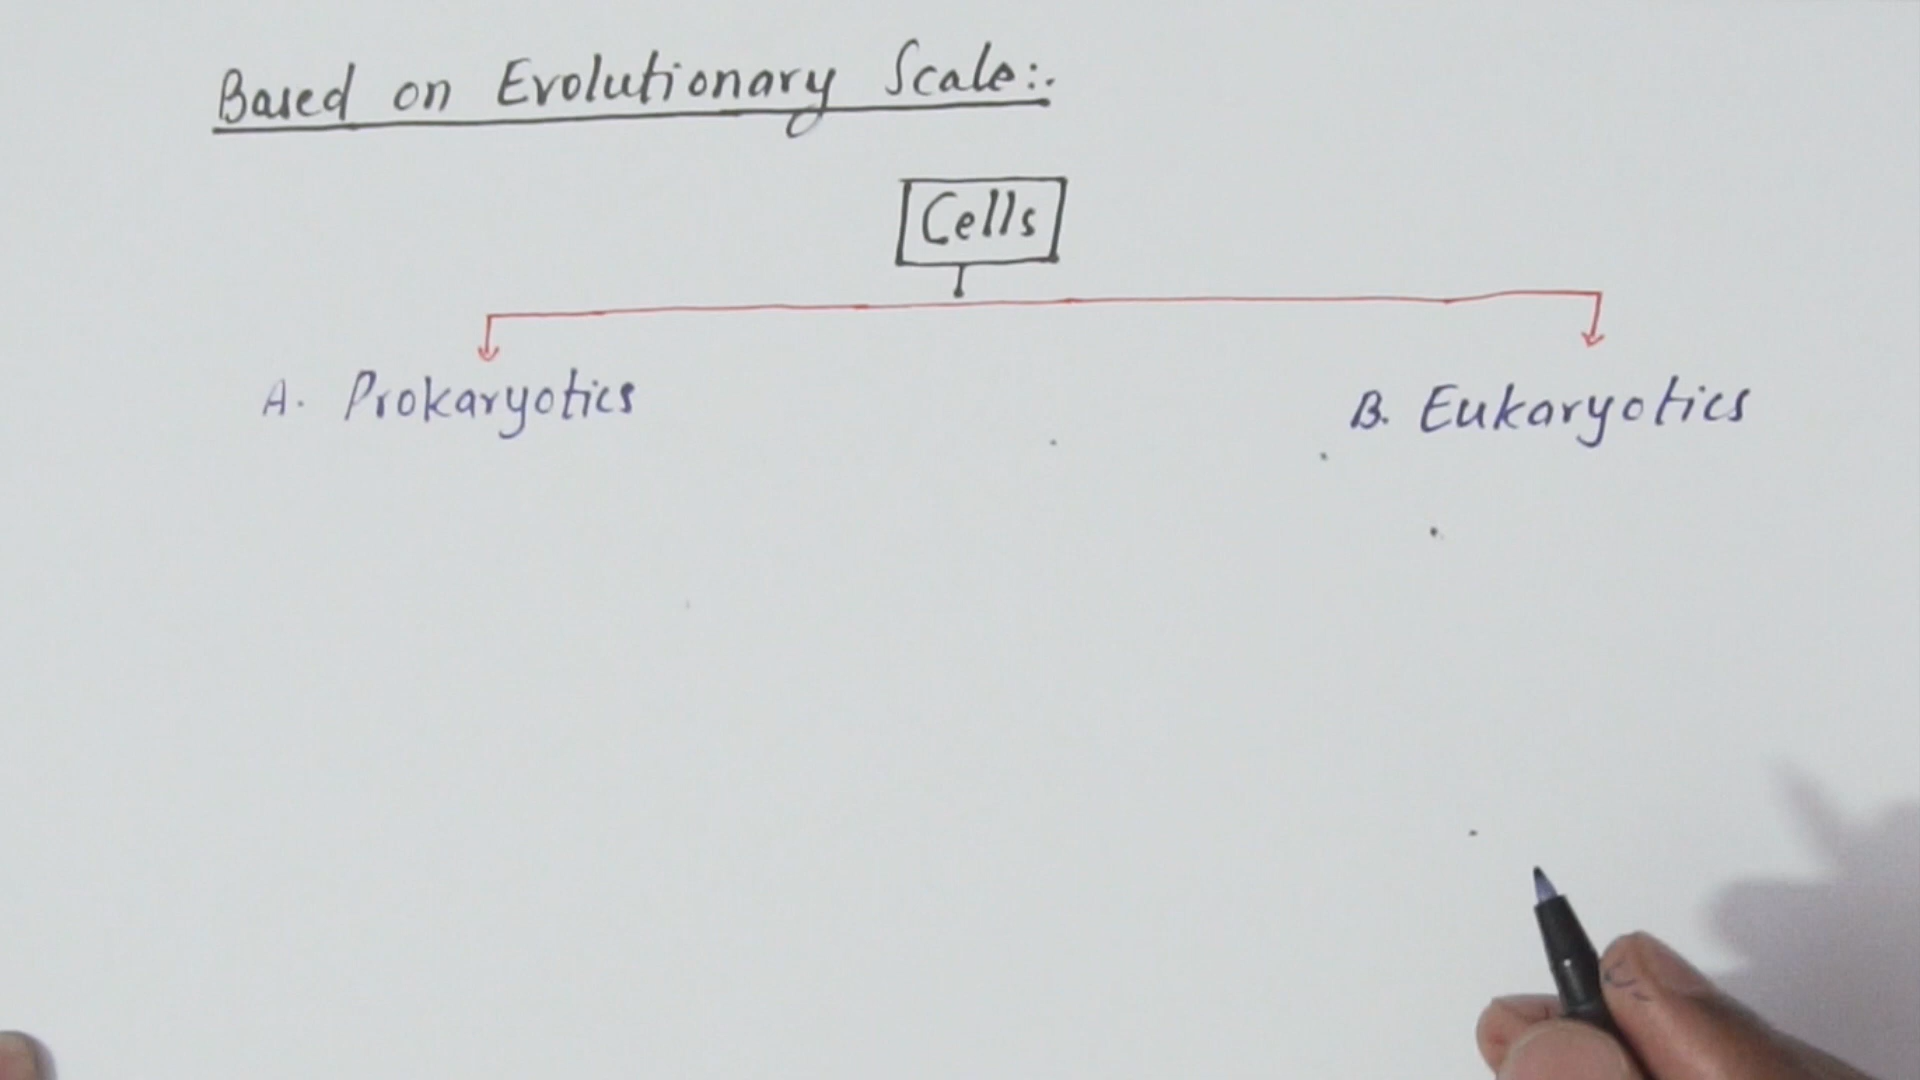 Based on Evolutionary Scale:.
Cells
A. Prokaryotics
B. Eukaryotics